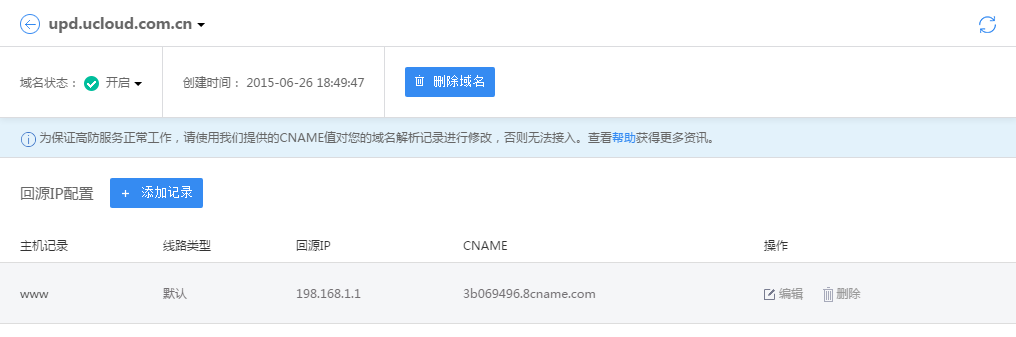 upd.ucloud.com.cn
域名状态： 开启 创建时间： 2015-06-26 18:49:47 删除域名
为保证高防服务正常工作，请使用我们提供的CNAME值对您的域名解析记录进行修改，否则无法接入。查看帮助获得更多资讯。
回源IP配置 + 添加记录
主机记录 线路类型 回源IP CNAME 操作
www 默认 198.168.1.1 3b069496.8cname.com 编辑 删除